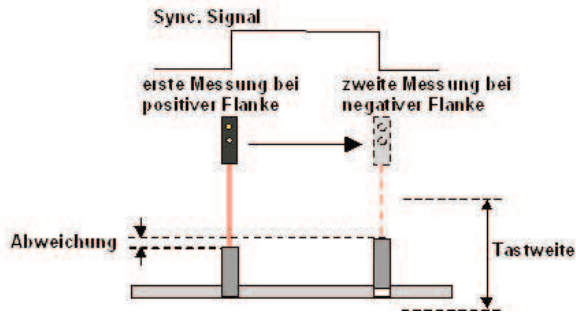 Sync. Signal
erste Messung bei
positiver Flanke
zweite Messung bei
negativer Flanke
Abweichung
Tastweite